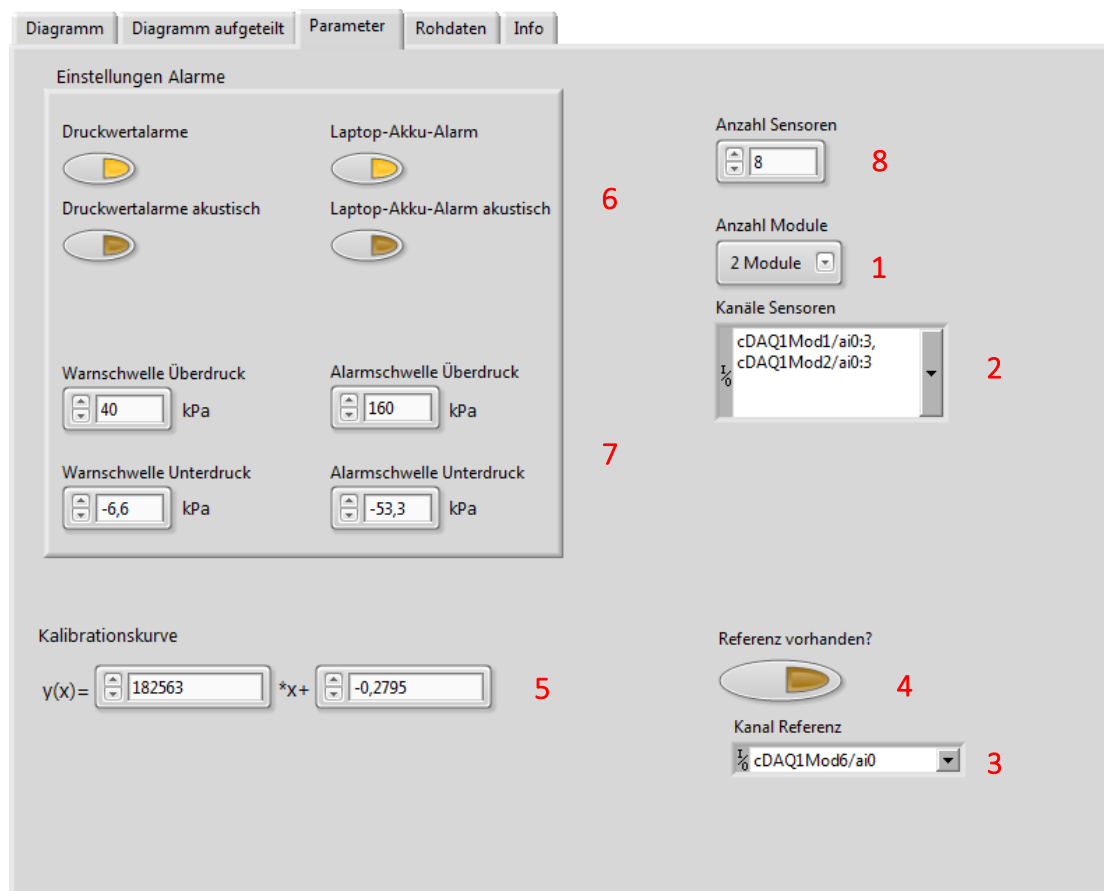 Diagramm
Diagramm aufgeteilt
Parameter
Rohdaten
Info
Einstellungen Alarme
Druckwertalarme
Laptop-Akku-Alarm
Druckwertalarme akustisch
Laptop-Akku-Alarm akustisch
6
Warnschwelle Überdruck
Alarmschwelle Überdruck
40 kPa
160 kPa
7
Warnschwelle Unterdruck
Alarmschwelle Unterdruck
-6,6 kPa
-53,3 kPa
Anzahl Sensoren
8
8
Anzahl Module
2 Module
1
Kanäle Sensoren
I/0
cDAQ1Mod1/ai0:3,
cDAQ1Mod2/ai0:3
2
Kalibrationskurve
y(x)= 182563 *x+ -0,2795
5
Referenz vorhanden?
4
Kanal Referenz
I/0 cDAQ1Mod6/ai0
3